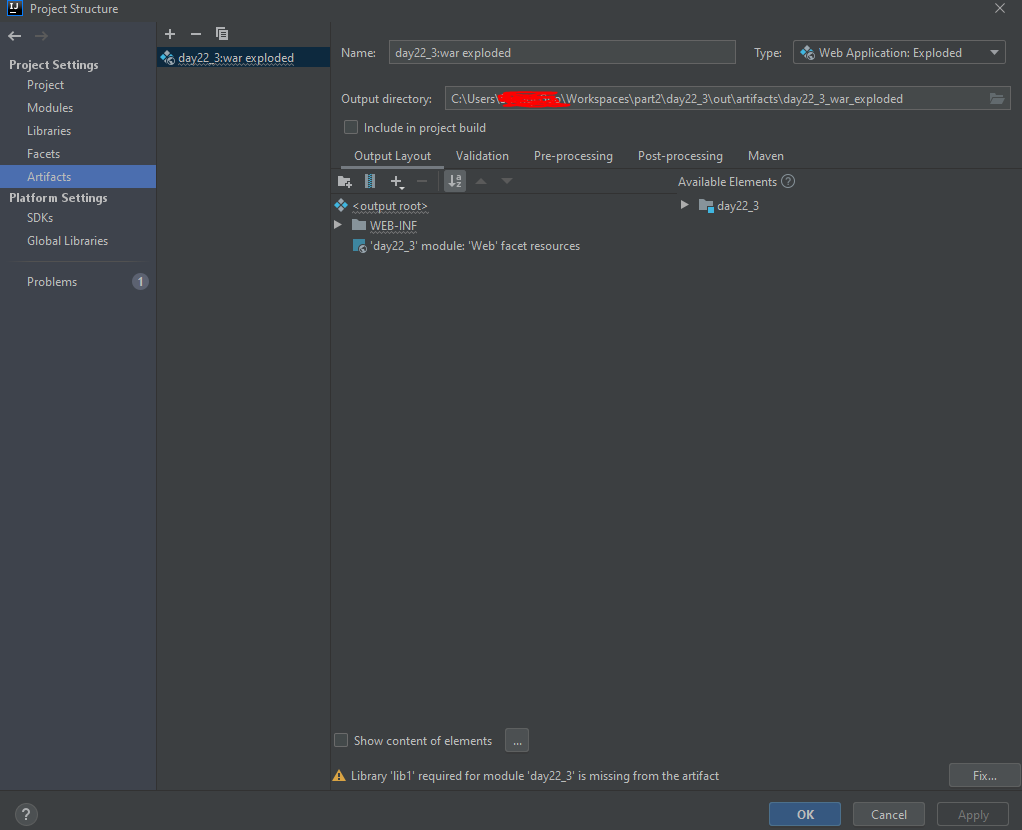 Project Structure
Project Settings
Project
Modules
Libraries
Facets
Artifacts
Platform Settings
SDKs
Global Libraries
Problems 1
day22_3:war exploded
Name: day22_3:war exploded Type: Web Application: Exploded
Output directory: C:\Users\ o\Workspaces\part2\day22_3\out\artifacts\day22_3_war_exploded
Include in project build
Output Layout Validation Pre-processing Post-processing Maven
Available Elements ?
<output root>
WEB-INF
'day22_3' module: 'Web' facet resources
day22_3
Show content of elements ...
Library 'lib1' required for module 'day22_3' is missing from the artifact Fix...
? OK Cancel Apply